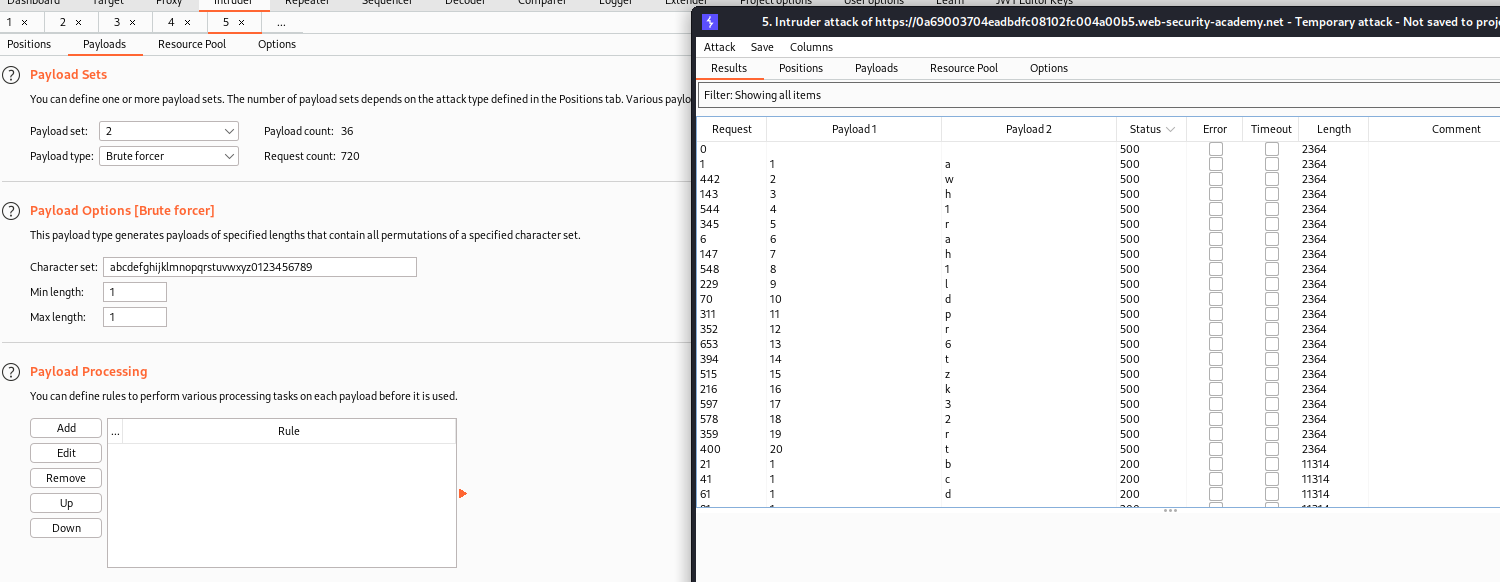 Dashboard Target Proxy Intruder Repeater Sequencer Decoder Comparer Logger Extender Project options User options Learn JWT Editor Keys
1 × 2 × 3 × 4 × 5 × ...
Positions Payloads Resource Pool Options
? Payload Sets
You can define one or more payload sets. The number of payload sets depends on the attack type defined in the Positions tab. Various paylo
Payload set: 2 Payload count: 36
Payload type: Brute forcer Request count: 720
? Payload Options [Brute forcer]
This payload type generates payloads of specified lengths that contain all permutations of a specified character set.
Character set: abcdefghijklmnopqrstuvwxyz0123456789
Min length: 1
Max length: 1
? Payload Processing
You can define rules to perform various processing tasks on each payload before it is used.
Add
Edit
Remove
Up
Down
... Rule
5. Intruder attack of https://0a69003704eadbdfc08102fc004a00b5.web-security-academy.net - Temporary attack - Not saved to proje
Attack Save Columns
Results Positions Payloads Resource Pool Options
Filter: Showing all items
Request Payload 1 Payload 2 Status Error Timeout Length Comment
0 500 2364
1 1 a 500 2364
442 2 w 500 2364
143 3 h 500 2364
544 4 1 500 2364
345 5 r 500 2364
6 6 a 500 2364
147 7 h 500 2364
548 8 1 500 2364
229 9 l 500 2364
70 10 d 500 2364
311 11 p 500 2364
352 12 r 500 2364
653 13 6 500 2364
394 14 t 500 2364
515 15 z 500 2364
216 16 k 500 2364
597 17 3 500 2364
578 18 2 500 2364
359 19 r 500 2364
400 20 t 500 2364
21 1 b 200 11314
41 1 c 200 11314
61 1 d 200 11314